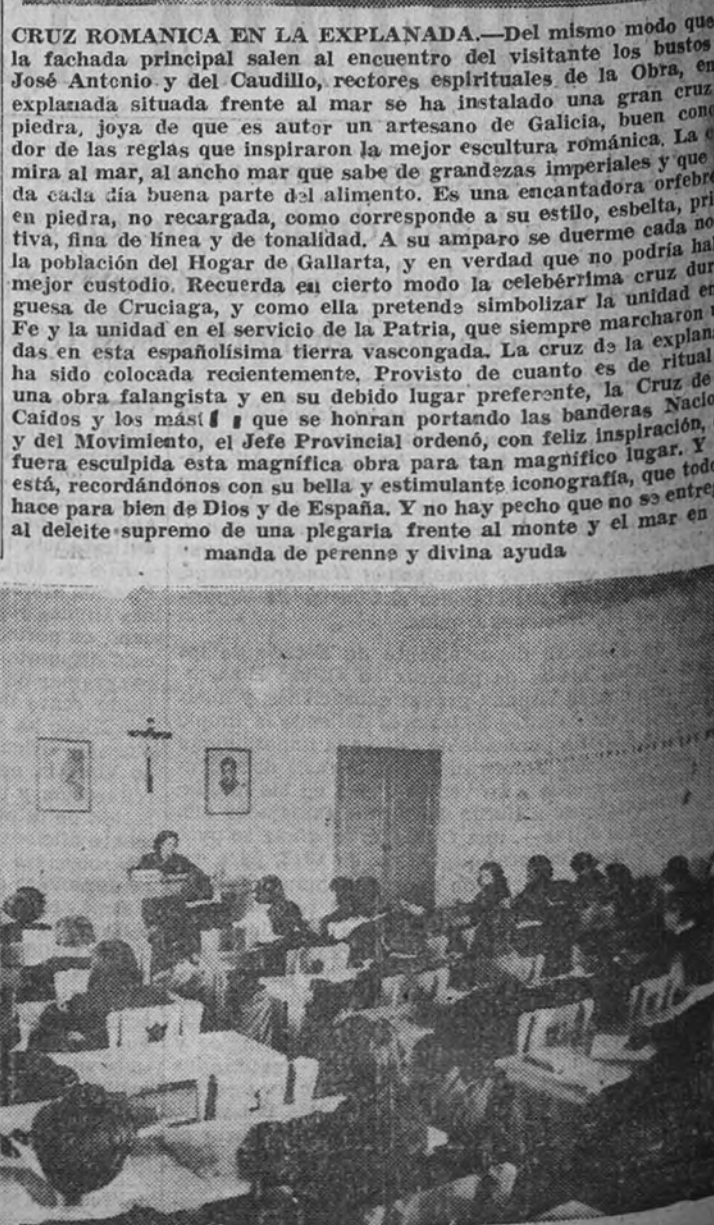 CRUZ ROMANICA EN LA EXPLANADA.—Del mismo modo que
la fachada principal salen al encuentro del visitante los bustos
José Antonio y del Caudillo, rectores espirituales de la Obra, en
explanada situada frente al mar se ha instalado una gran cruz
piedra, joya de que es autor un artesano de Galicia, buen cono
dor de las reglas que inspiraron la mejor escultura románica. La
mira al mar, al ancho mar que sabe de grandezas imperiales y que
da cada día buena parte del alimento. Es una encantadora orfebre
en piedra, no recargada, como corresponde a su estilo, esbelta, pri
tiva, fina de línea y de tonalidad. A su amparo se duerme cada no
la población del Hogar de Gallarta, y en verdad que no podría hal
mejor custodio. Recuerda en cierto modo la celebérrima cruz dur
guesa de Cruciaga, y como ella pretende simbolizar la unidad en
Fe y la unidad en el servicio de la Patria, que siempre marcharon
das en esta españolísima tierra vascongada. La cruz de la explan
ha sido colocada recientemente. Provisto de cuanto es de ritual
una obra falangista y en su debido lugar preferente, la Cruz de
Caídos y los másti que se honran portando las banderas Nacio
y del Movimiento, el Jefe Provincial ordenó, con feliz inspiración,
fuera esculpida esta magnífica obra para tan magnífico lugar. Y
está, recordándonos con su bella y estimulante iconografía, que todo
hace para bien de Dios y de España. Y no hay pecho que no se entreg
al deleite supremo de una plegaria frente al monte y el mar en
manda de perenne y divina ayuda